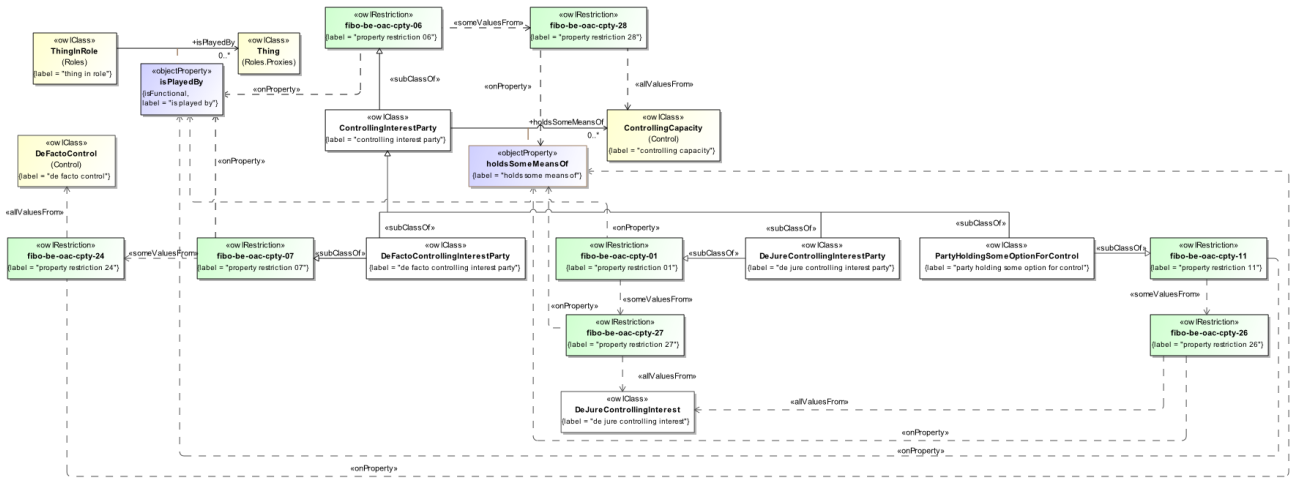 «owlRestriction»
fibo-be-oac-cpty-06
{label = "property restriction 06"}
«someValuesFrom»
«owlRestriction»
fibo-be-oac-cpty-28
{label = "property restriction 28"}
«owlClass»
ThingInRole
(Roles)
{label = "thing in role"}
+isPlayedBy
0..*
«owlClass»
Thing
(Roles.Proxies)
«objectProperty»
isPlayedBy
{isFunctional,
label = "is played by"}
«onProperty»
«subClassOf»
«onProperty»
«allValuesFrom»
«owlClass»
ControllingInterestParty
{label = "controlling interest party"}
+holdsSomeMeansOf
0..*
«owlClass»
ControllingCapacity
(Control)
{label = "controlling capacity"}
«owlClass»
DeFactoControl
(Control)
{label = "de facto control"}
«onProperty»
«objectProperty»
holdsSomeMeansOf
{label = "holds some means of"}
«allValuesFrom»
«subClassOf»
«onProperty»
«subClassOf»
«subClassOf»
«owlRestriction»
fibo-be-oac-cpty-24
{label = "property restriction 24"}
«someValuesFrom»
«owlRestriction»
fibo-be-oac-cpty-07
{label = "property restriction 07"}
«subClassOf»
«owlClass»
DeFactoControllingInterestParty
{label = "de facto controlling interest party"}
«owlRestriction»
fibo-be-oac-cpty-01
{label = "property restriction 01"}
«subClassOf»
«owlClass»
DeJureControllingInterestParty
{label = "de jure controlling interest party"}
«owlClass»
PartyHoldingSomeOptionForControl
{label = "party holding some option for control"}
«subClassOf»
«owlRestriction»
fibo-be-oac-cpty-11
{label = "property restriction 11"}
«someValuesFrom»
«someValuesFrom»
«onProperty»
«owlRestriction»
fibo-be-oac-cpty-27
{label = "property restriction 27"}
«owlRestriction»
fibo-be-oac-cpty-26
{label = "property restriction 26"}
«allValuesFrom»
«owlClass»
DeJureControllingInterest
{label = "de jure controlling interest"}
«allValuesFrom»
«onProperty»
«onProperty»
«onProperty»